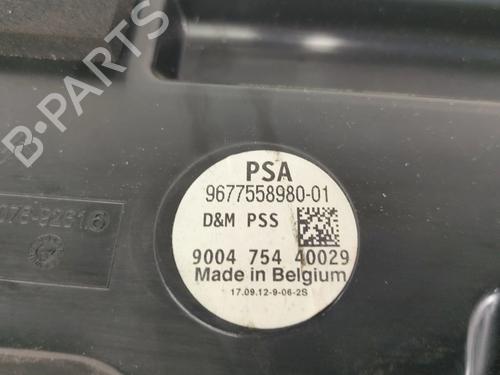 B-PARTS
PSA
9677558980-01
D&M PSS
9004 754 40029
Made in Belgium
17.09.12-9-06-2S